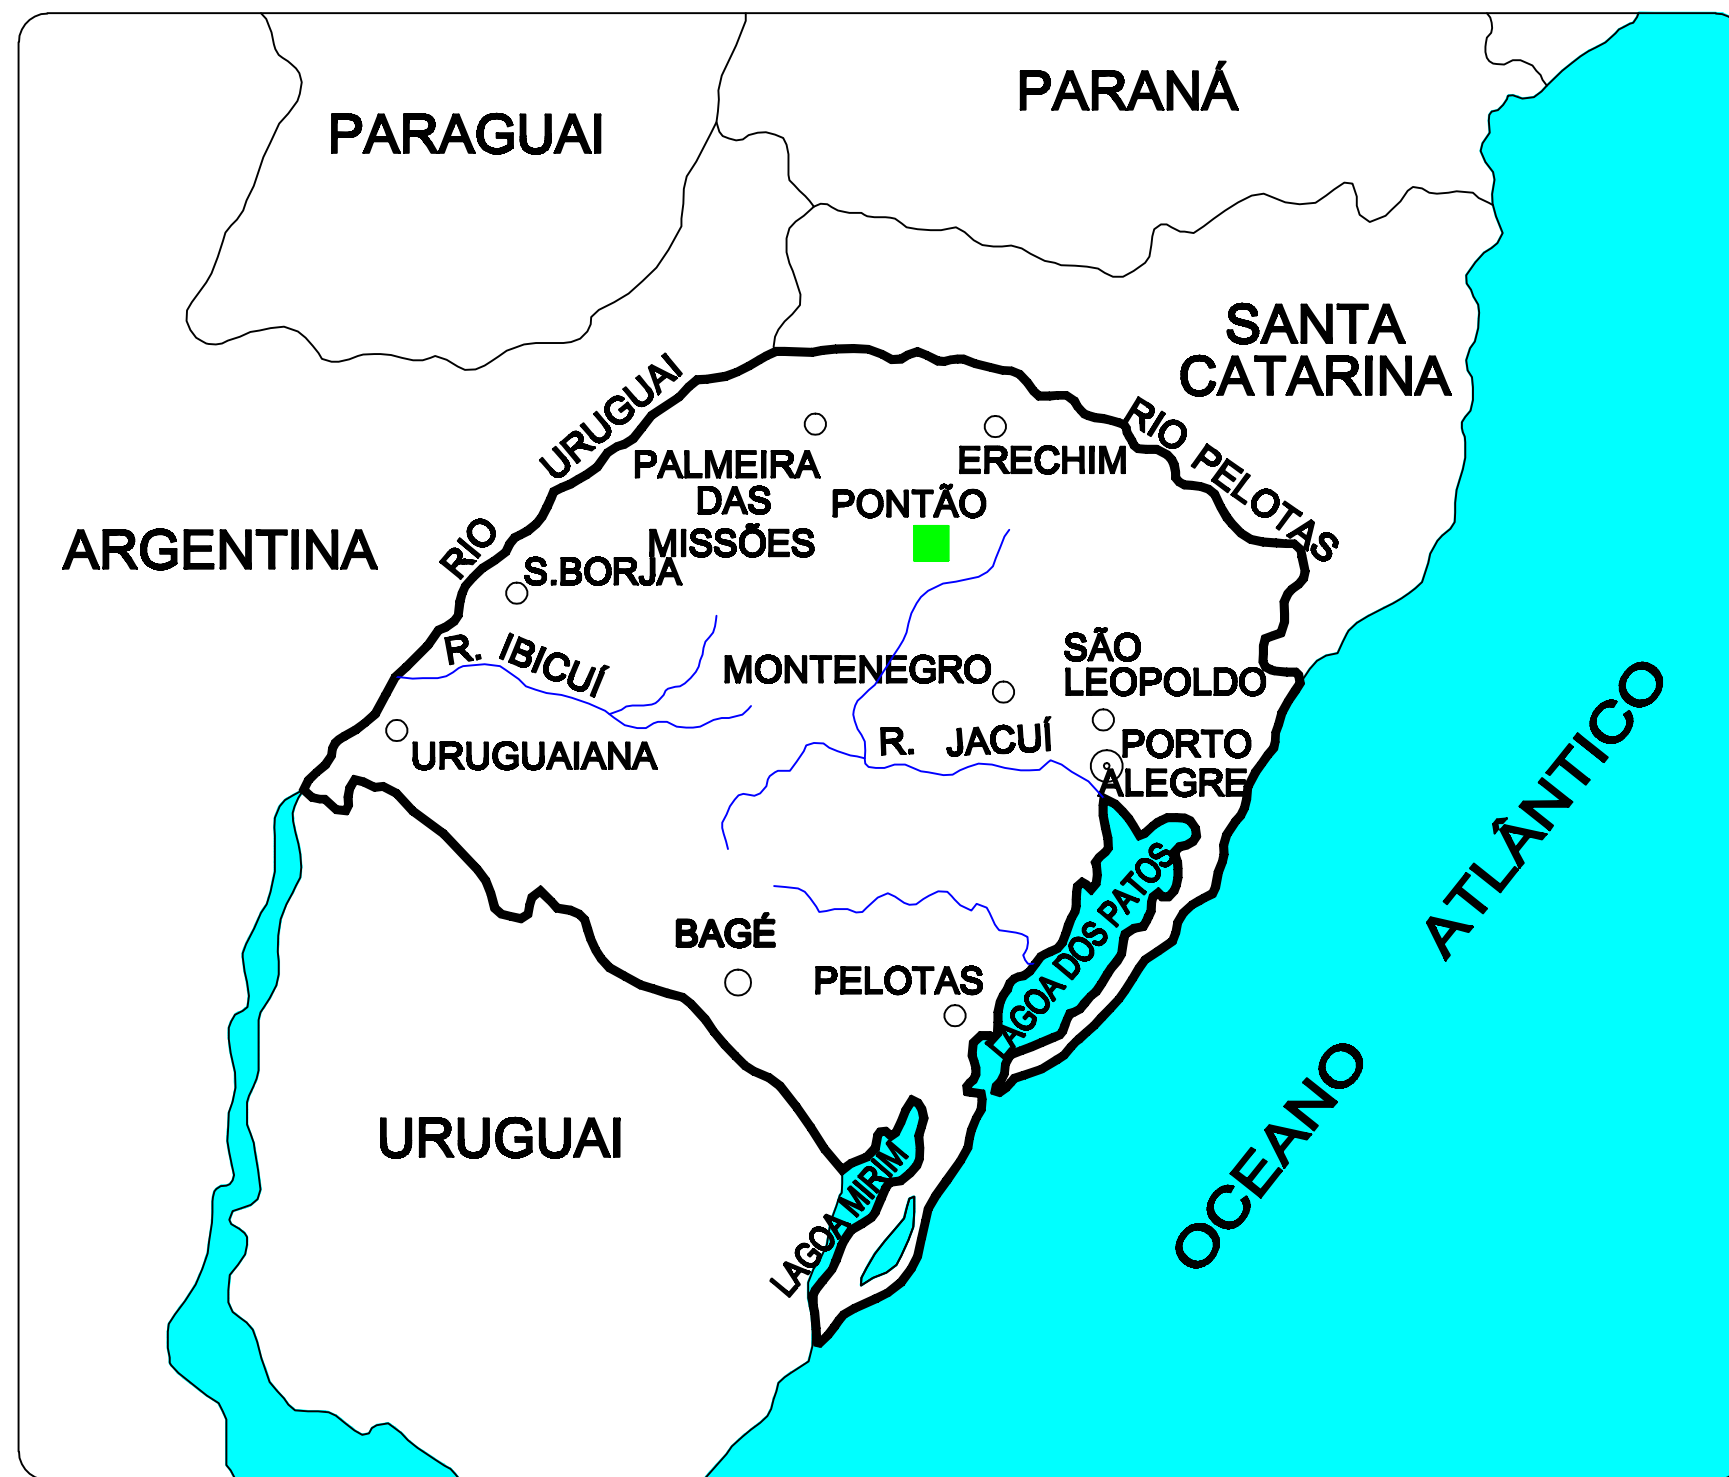 PARANÁ
PARAGUAI
SANTA
CATARINA
RIO URUGUAI
RIO PELOTAS
PALMEIRA
DAS
MISSÕES
ERECHIM
PONTÃO
ARGENTINA
S.BORJA
R. IBICUÍ
MONTENEGRO
SÃO
LEOPOLDO
URUGUAIANA
R. JACUÍ
PORTO
ALEGRE
LAGOA DOS PATOS
BAGÉ
PELOTAS
URUGUAI
LAGOA MIRIM
OCEANO ATLÂNTICO